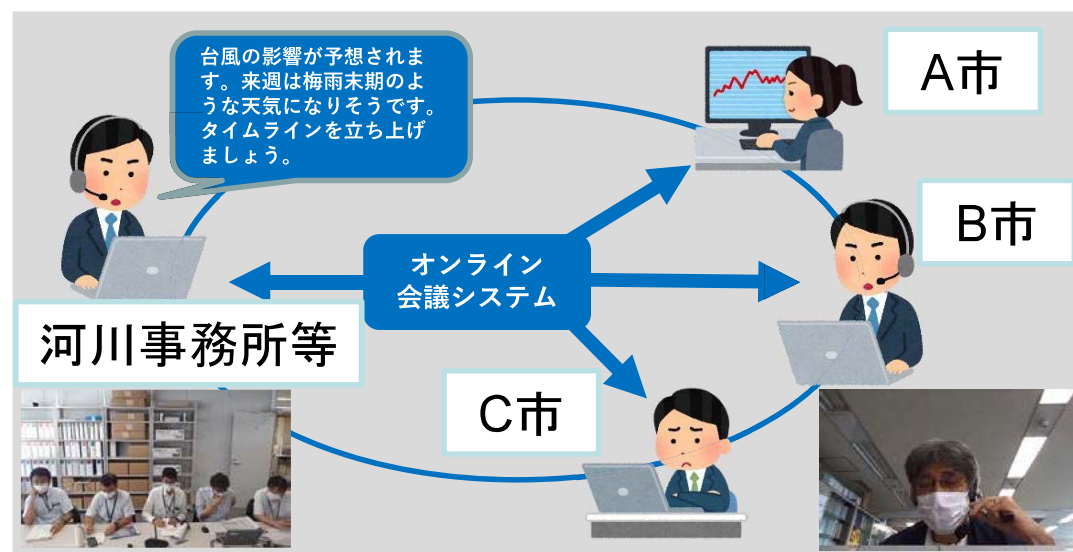 台風の影響が予想されま
す。来週は梅雨末期のよ
うな天気になりそうです。
タイムラインを立ち上げ
ましょう。
A市
B市
オンライン
会議システム
河川事務所等
C市